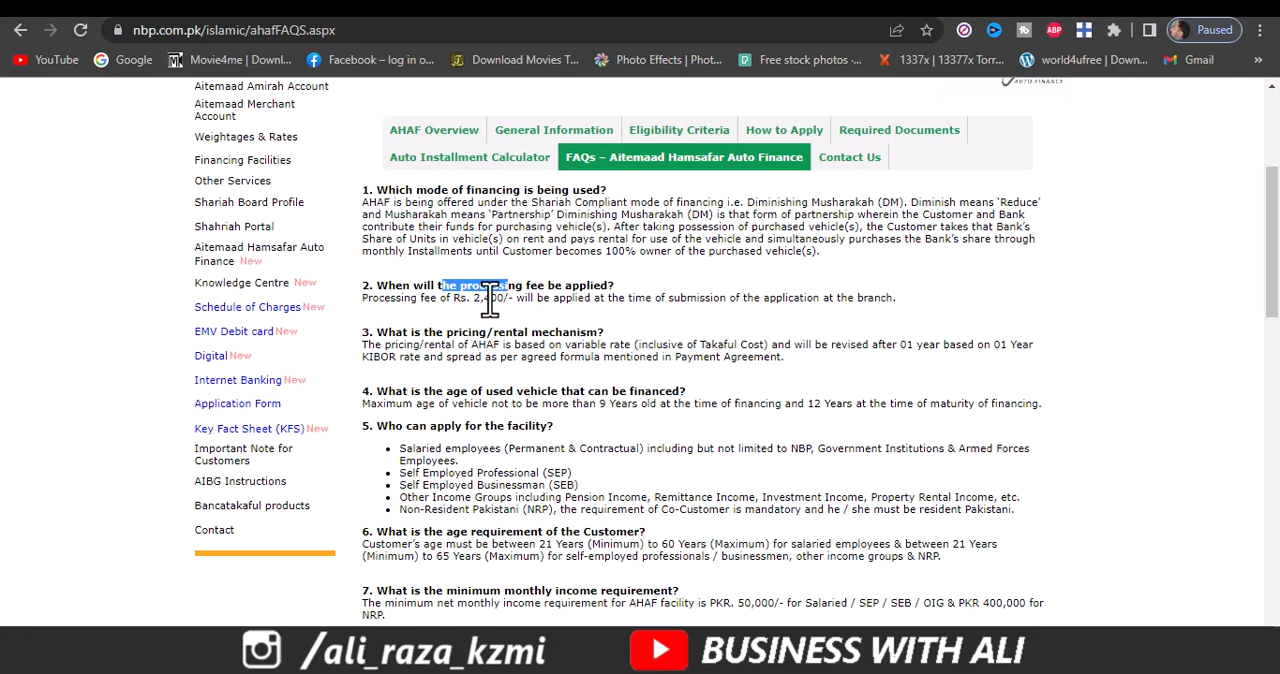 nbp.com.pk/islamic/ahafFAQS.aspx
Paused
YouTube
Google
Movie4me | Downl...
Facebook – log in o...
Download Movies T...
Photo Effects | Phot...
Free stock photos -...
1337x | 13377x Torr...
world4ufree | Down...
Gmail
»
Aitemaad Amirah Account
Aitemaad Merchant
Account
Weightages & Rates
Financing Facilities
Other Services
Shariah Board Profile
Shahriah Portal
Aitemaad Hamsafar Auto
Finance New
Knowledge Centre New
Schedule of Charges New
EMV Debit card New
Digital New
Internet Banking New
Application Form
Key Fact Sheet (KFS) New
Important Note for
Customers
AIBG Instructions
Bancatakaful products
Contact
AUTO FINANCE
AHAF Overview
General Information
Eligibility Criteria
How to Apply
Required Documents
Auto Installment Calculator
FAQs – Aitemaad Hamsafar Auto Finance
Contact Us
1. Which mode of financing is being used?
AHAF is being offered under the Shariah Compliant mode of financing i.e. Diminishing Musharakah (DM). Diminish means ‘Reduce’
and Musharakah means ‘Partnership’ Diminishing Musharakah (DM) is that form of partnership wherein the Customer and Bank
contribute their funds for purchasing vehicle(s). After taking possession of purchased vehicle(s), the Customer takes that Bank’s
Share of Units in vehicle(s) on rent and pays rental for use of the vehicle and simultaneously purchases the Bank’s share through
monthly Installments until Customer becomes 100% owner of the purchased vehicle(s).
2. When will the processing fee be applied?
Processing fee of Rs. 2,400/- will be applied at the time of submission of the application at the branch.
3. What is the pricing/rental mechanism?
The pricing/rental of AHAF is based on variable rate (inclusive of Takaful Cost) and will be revised after 01 year based on 01 Year
KIBOR rate and spread as per agreed formula mentioned in Payment Agreement.
4. What is the age of used vehicle that can be financed?
Maximum age of vehicle not to be more than 9 Years old at the time of financing and 12 Years at the time of maturity of financing.
5. Who can apply for the facility?
• Salaried employees (Permanent & Contractual) including but not limited to NBP, Government Institutions & Armed Forces
Employees.
• Self Employed Professional (SEP)
• Self Employed Businessman (SEB)
• Other Income Groups including Pension Income, Remittance Income, Investment Income, Property Rental Income, etc.
• Non-Resident Pakistani (NRP), the requirement of Co-Customer is mandatory and he / she must be resident Pakistani.
6. What is the age requirement of the Customer?
Customer’s age must be between 21 Years (Minimum) to 60 Years (Maximum) for salaried employees & between 21 Years
(Minimum) to 65 Years (Maximum) for self-employed professionals / businessmen, other income groups & NRP.
7. What is the minimum monthly income requirement?
The minimum net monthly income requirement for AHAF facility is PKR. 50,000/- for Salaried / SEP / SEB / OIG & PKR 400,000 for
NRP.
/ali_raza_kzmi
BUSINESS WITH ALI